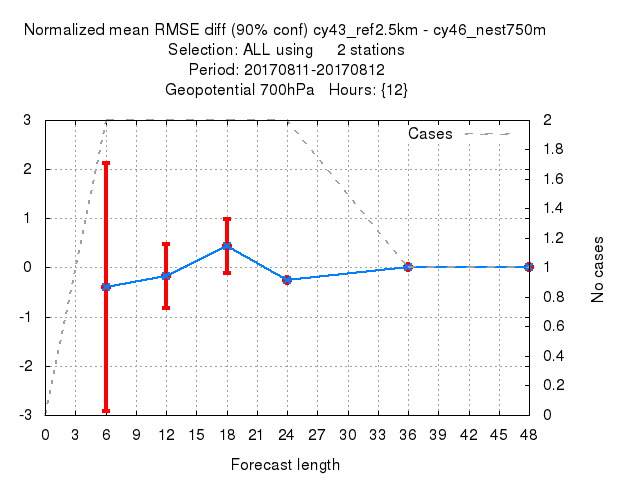 Normalized mean RMSE diff (90% conf) cy43_ref2.5km - cy46_nest750m
Selection: ALL using 2 stations
Period: 20170811-20170812
Geopotential 700hPa Hours: {12}
Cases
3
2
1
0
-1
-2
-3
2
1.8
1.6
1.4
1.2
1
0.8
0.6
0.4
0.2
0
No cases
0 3 6 9 12 15 18 21 24 27 30 33 36 39 42 45 48
Forecast length